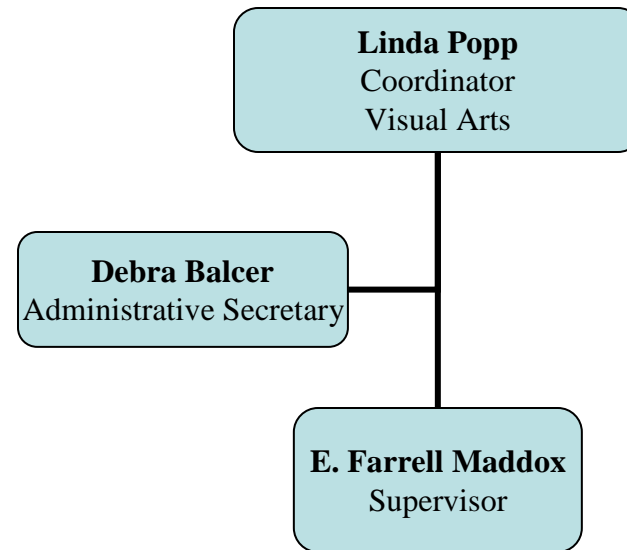 Linda Popp
Coordinator
Visual Arts
Debra Balcer
Administrative Secretary
E. Farrell Maddox
Supervisor